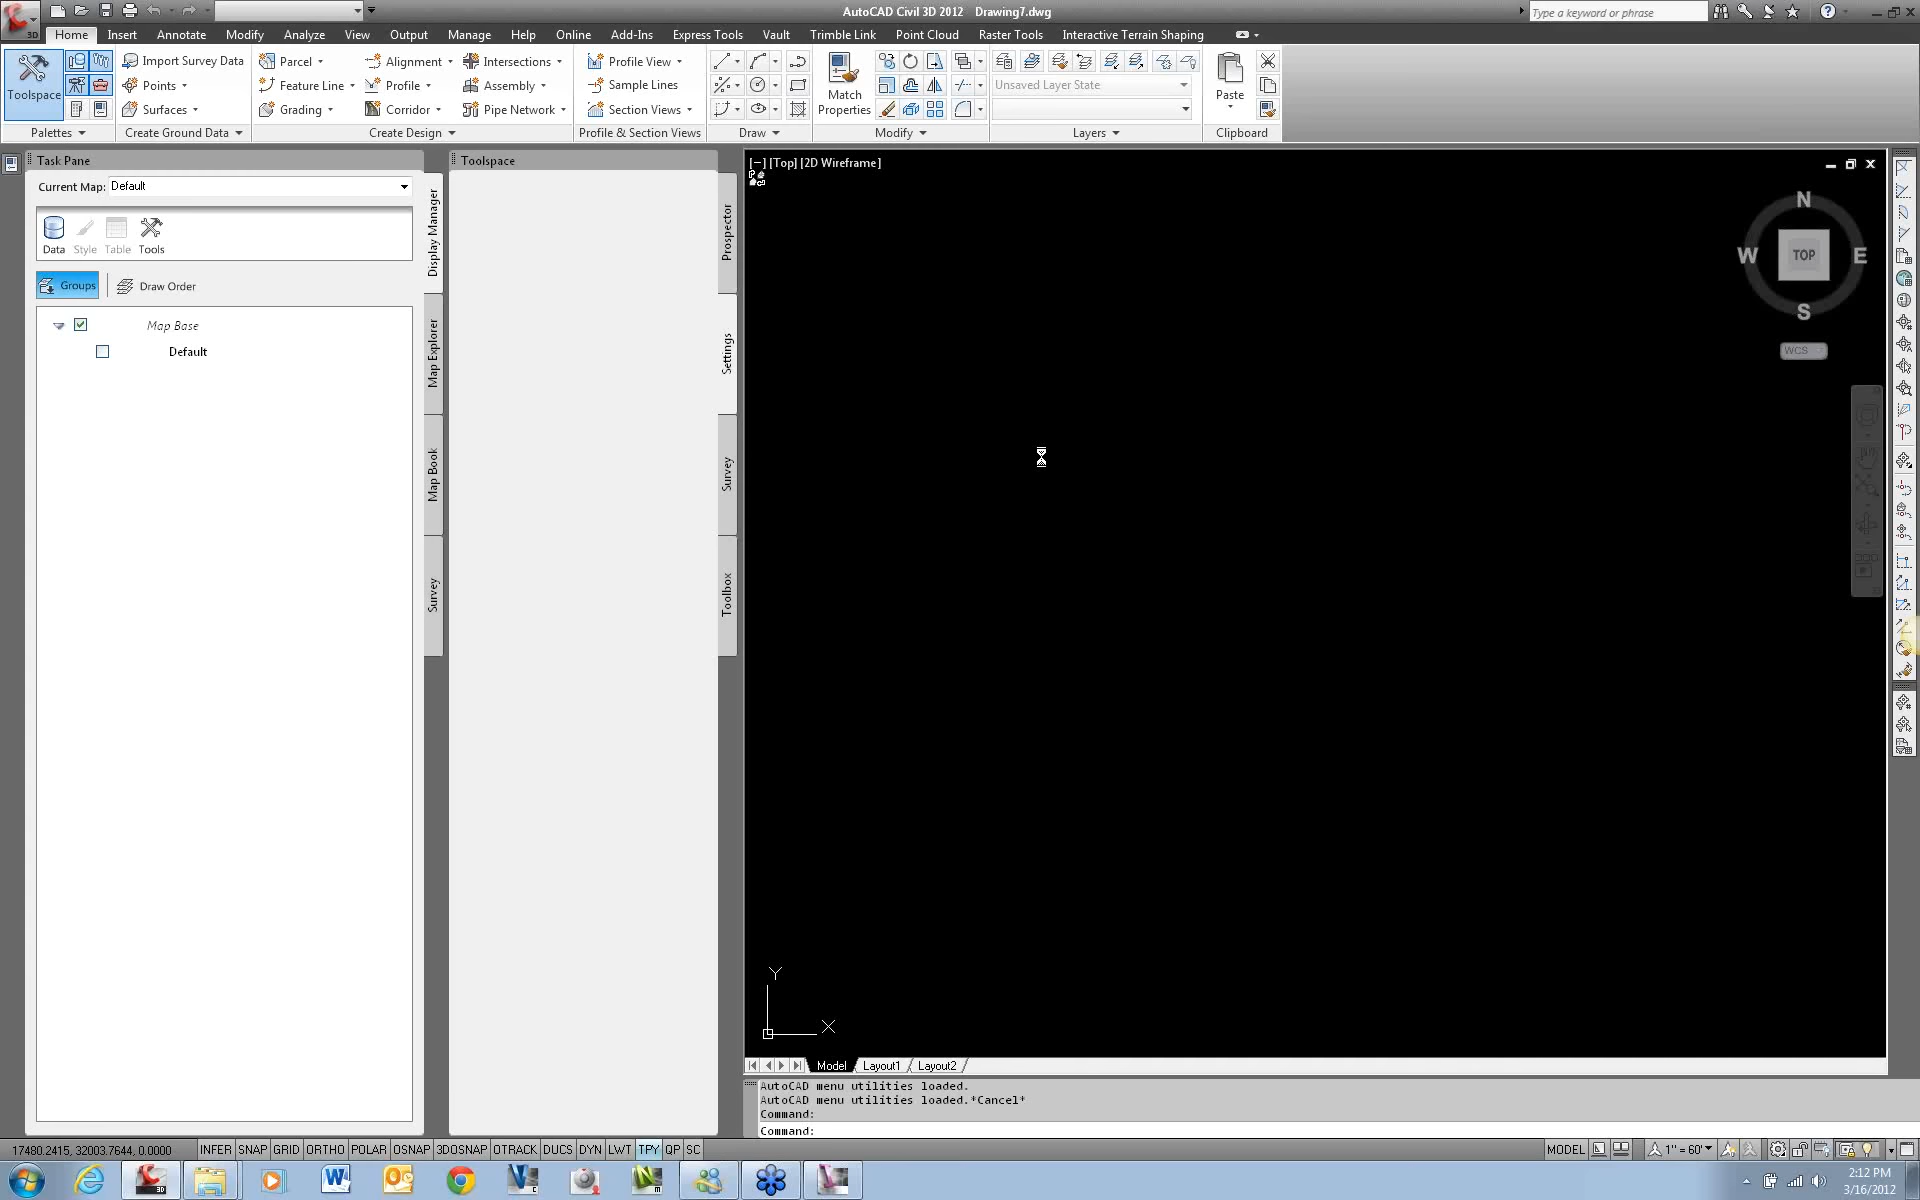 AutoCAD Civil 3D 2012 Drawing7.dwg
Type a keyword or phrase
3D
Home Insert Annotate Modify Analyze View Output Manage Help Online Add-Ins Express Tools Vault Trimble Link Point Cloud Raster Tools Interactive Terrain Shaping
Toolspace
Import Survey Data
Points
Surfaces
Parcel
Feature Line
Grading
Alignment
Profile
Corridor
Intersections
Assembly
Pipe Network
Profile View
Sample Lines
Section Views
Match
Properties
Unsaved Layer State
Paste
Palettes Create Ground Data Create Design Profile & Section Views Draw Modify Layers Clipboard
Task Pane
Current Map: Default
Data Style Table Tools
Groups Draw Order
Map Base
Default
Display Manager
Map Explorer
Map Book
Survey
Toolspace
Prospector
Settings
Survey
Toolbox
[−] [Top] [2D Wireframe]
N
W TOP E
S
WCS
Y
X
Model Layout1 Layout2
AutoCAD menu utilities loaded.
AutoCAD menu utilities loaded.*Cancel*
Command:
Command:
17480.2415, 32003.7644, 0.0000 INFER SNAP GRID ORTHO POLAR OSNAP 3DOSNAP OTRACK DUCS DYN LWT TPY QP SC MODEL 1" = 60'
2:12 PM
3/16/2012